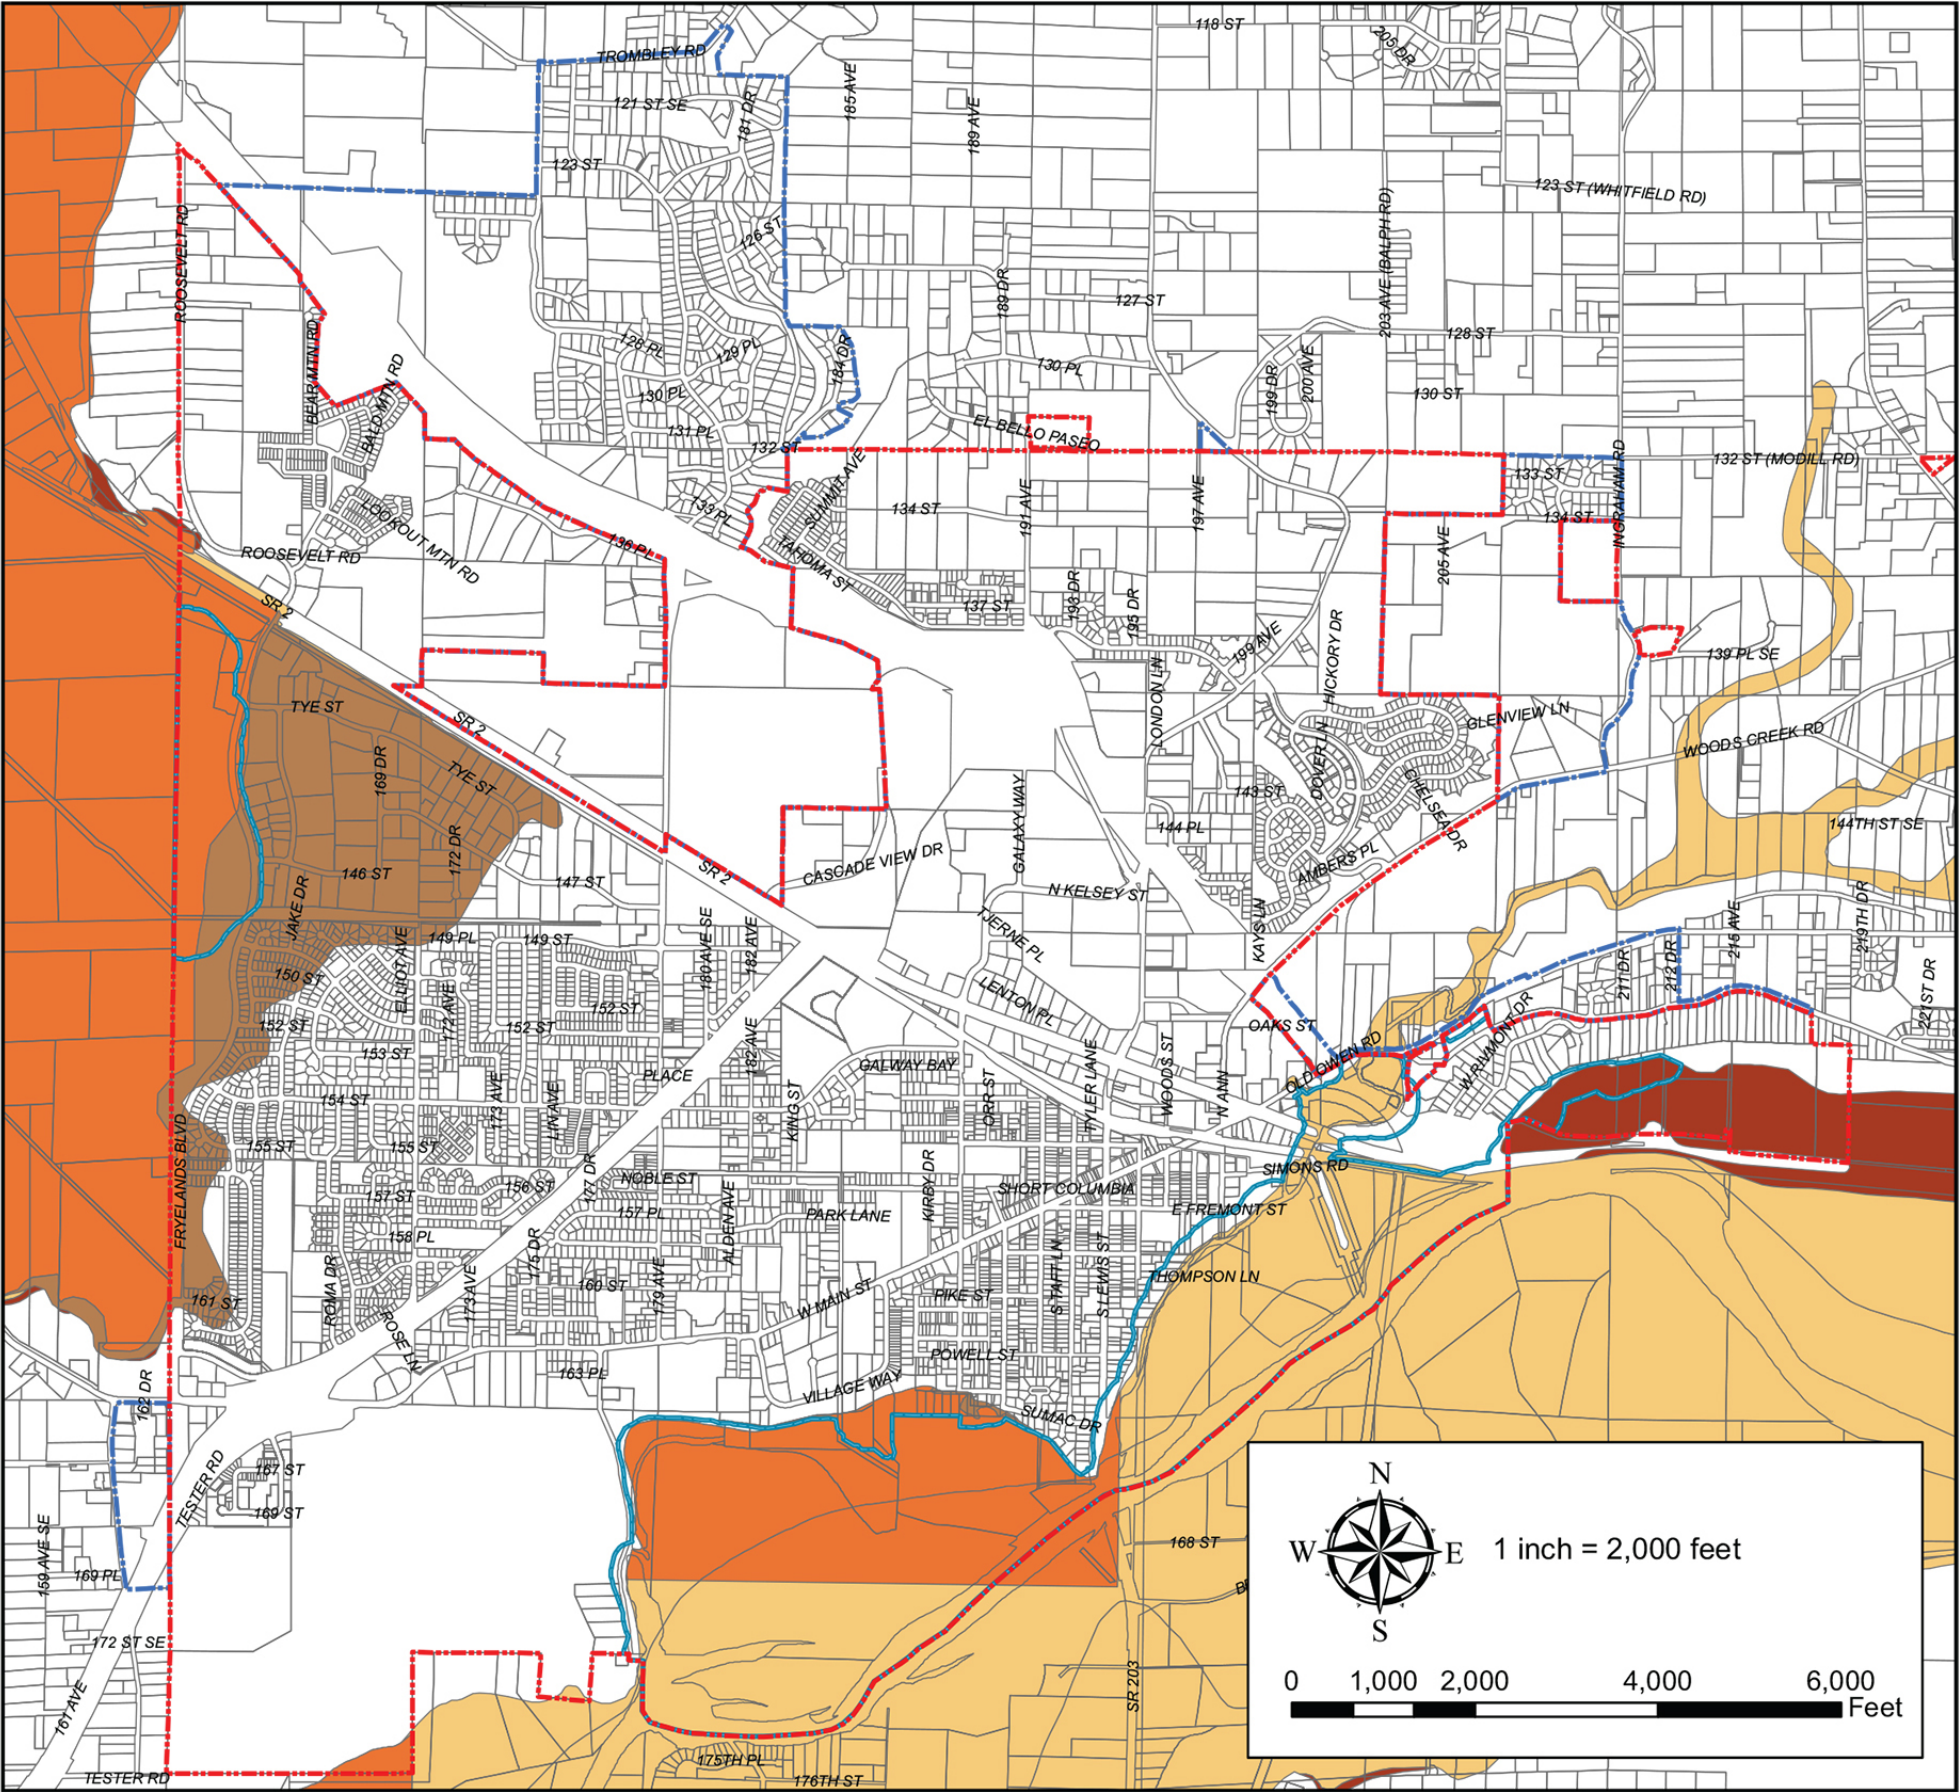 118 ST
205 DR
TROMBLEY RD
121 ST SE
181 DR
185 AVE
189 AVE
123 ST
123 ST (WHITFIELD RD)
ROOSEVELT RD
126 ST
203 AVE (BALPH RD)
189 DR
127 ST
128 ST
BEAR MTN RD
BALD MTN RD
128 PL
129 PL
184 DR
130 PL
199 DR
200 AVE
130 PL
130 ST
131 PL
EL BELLO PASEO
132 ST
INGRAHAM RD
132 ST (MODILL RD)
SUMMIT AVE
133 ST
133 PL
134 ST
191 AVE
197 AVE
134 ST
LOOKOUT MTN RD
136 PL
TAHOMA ST
205 AVE
ROOSEVELT RD
SR 2
137 ST
193 DR
195 DR
199 AVE
HICKORY DR
139 PL SE
TYE ST
SR 2
LONDON LN
GLENVIEW LN
WOODS CREEK RD
169 DR
TYE ST
DOVER LN
143 ST
CHELSEA DR
GALAXY WAY
144 PL
144TH ST SE
172 DR
146 ST
147 ST
SR 2
CASCADE VIEW DR
N KELSEY ST
AMBERS PL
JAKE DR
149 PL
149 ST
180 AVE SE
182 AVE
TJERNE PL
KAYS LN
215 AVE
219TH DR
150 ST
ELLIOT AVE
172 AVE
152 ST
LENTON PL
211 DR
212 DR
221ST DR
152 ST
152 ST
OAKS ST
153 ST
182 AVE
GALWAY BAY
TYLER LANE
WOODS ST
OLD OWEN RD
W RIVMONT DR
PLACE
154 ST
173 AVE
LIN AVE
KING ST
ORR ST
N ANN
FRYELANDS BLVD
155 ST
155 ST
177 DR
NOBLE ST
KIRBY DR
SHORT COLUMBIA
SIMONS RD
157 ST
156 ST
157 PL
ALDEN AVE
PARK LANE
E FREMONT ST
158 PL
175 DR
179 AVE
160 ST
S TAFT LN
S LEWIS ST
THOMPSON LN
161 ST
ROMA DR
173 AVE
W MAIN ST
PIKE ST
ROSE LN
POWELL ST
162 DR
163 PL
VILLAGE WAY
SUMAC DR
TESTER RD
167 ST
169 ST
159 AVE SE
168 ST
169 PL
172 ST SE
161 AVE
SR 203
175TH PL
176TH ST
TESTER RD
N
W
E
S
1 inch = 2,000 feet
0 1,000 2,000 4,000 6,000
Feet